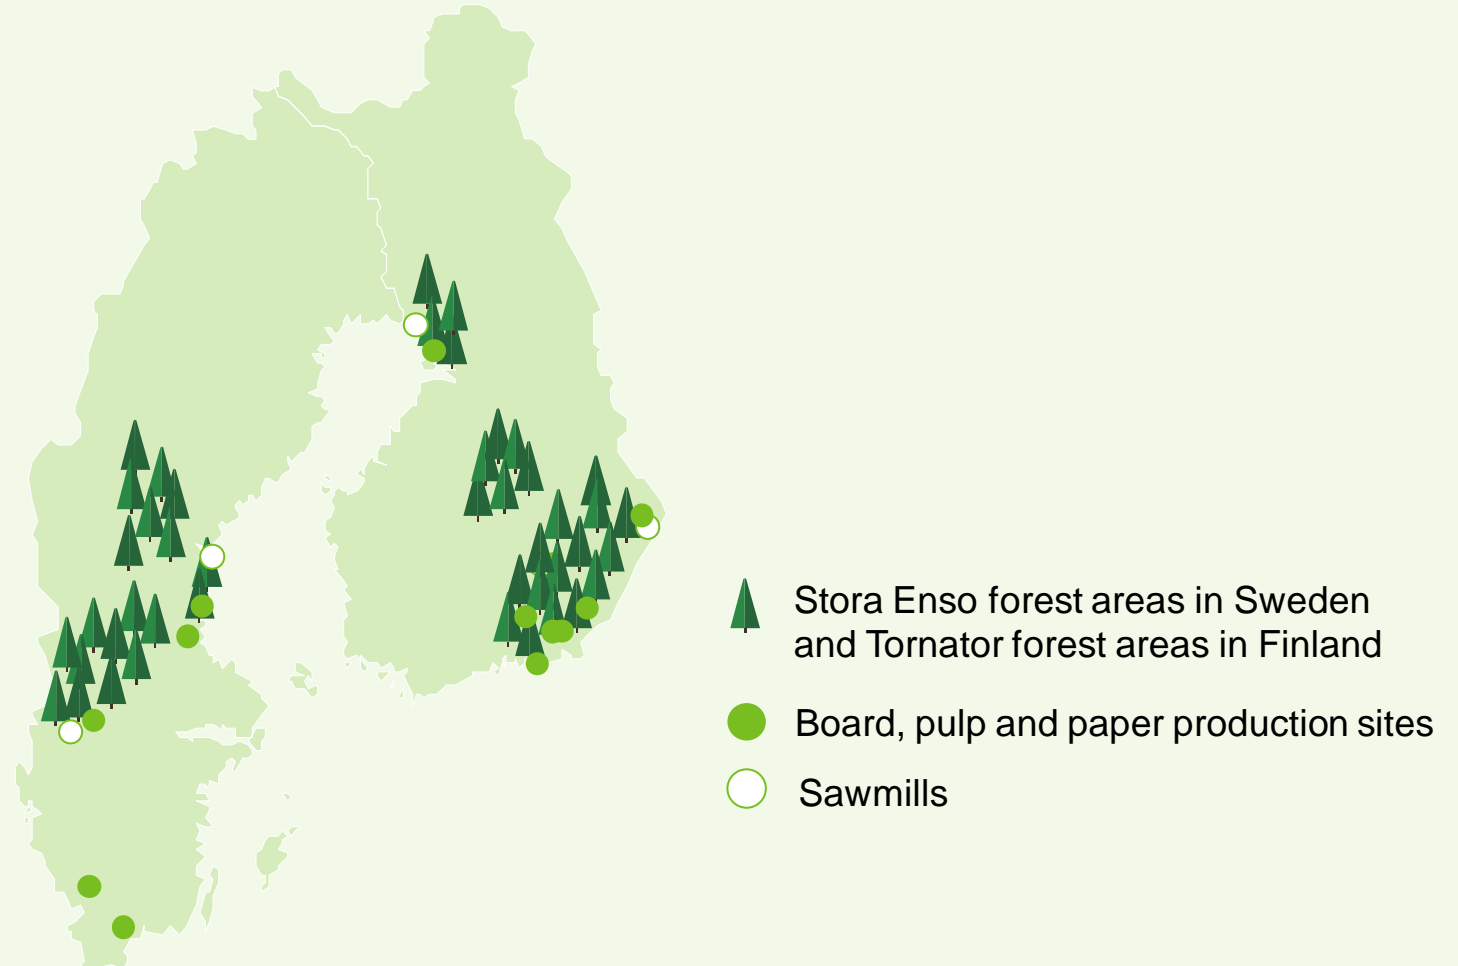 Stora Enso forest areas in Sweden
and Tornator forest areas in Finland
Board, pulp and paper production sites
Sawmills